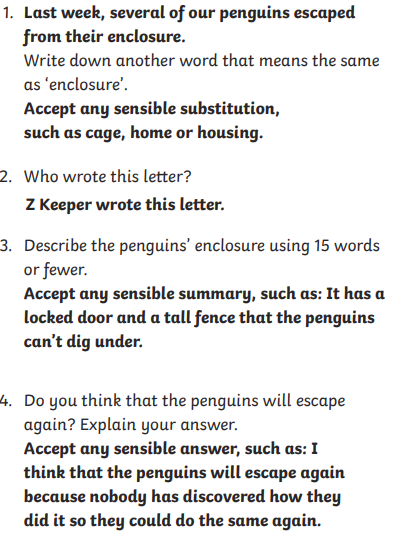 1. Last week, several of our penguins escaped
from their enclosure.
Write down another word that means the same
as ‘enclosure’.
Accept any sensible substitution,
such as cage, home or housing.
2. Who wrote this letter?
Z Keeper wrote this letter.
3. Describe the penguins’ enclosure using 15 words
or fewer.
Accept any sensible summary, such as: It has a
locked door and a tall fence that the penguins
can’t dig under.
4. Do you think that the penguins will escape
again? Explain your answer.
Accept any sensible answer, such as: I
think that the penguins will escape again
because nobody has discovered how they
did it so they could do the same again.